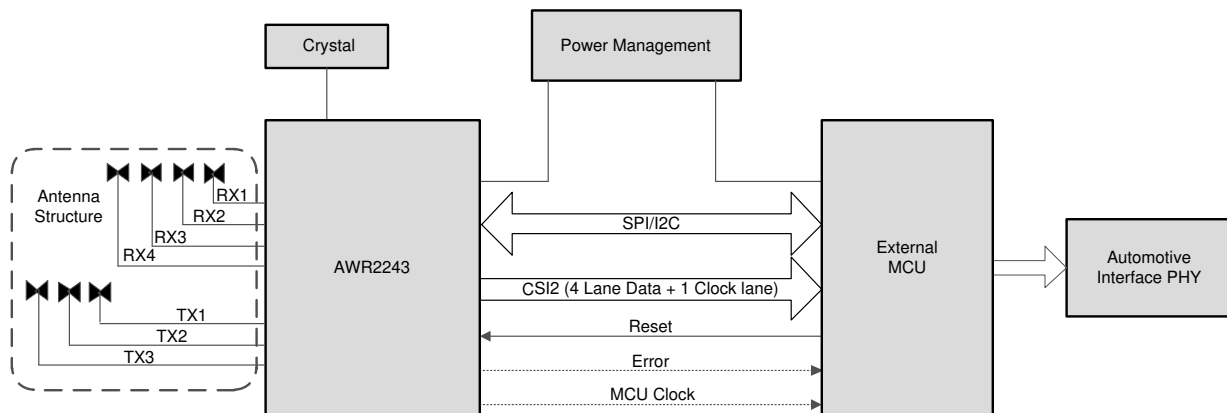 Crystal
Power Management
Antenna
Structure
RX1
RX2
RX3
RX4
TX1
TX2
TX3
AWR2243
SPI/I2C
CSI2 (4 Lane Data + 1 Clock lane)
Reset
Error
MCU Clock
External
MCU
Automotive
Interface PHY